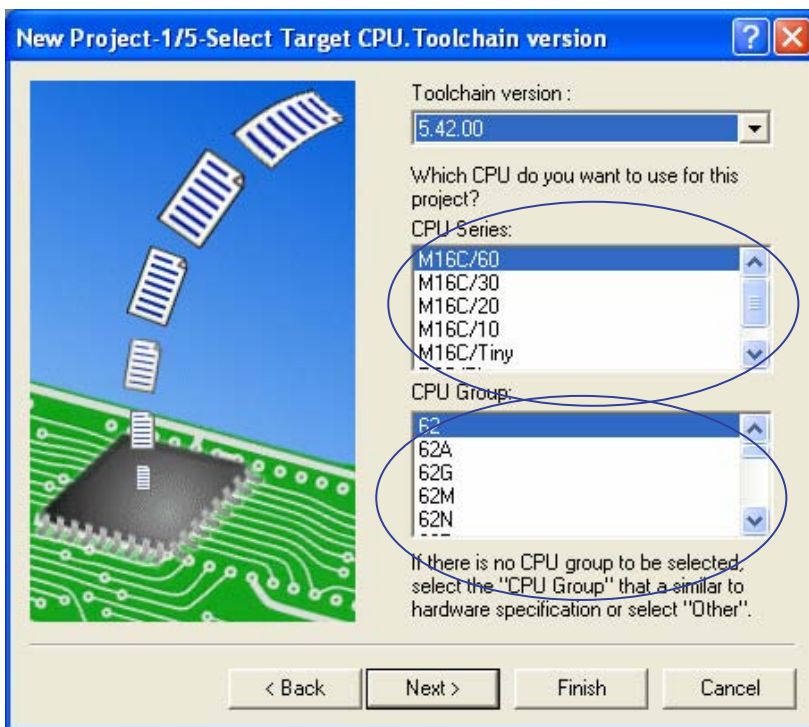 New Project-1/5-Select Target CPU.Toolchain version
Toolchain version :
5.42.00
Which CPU do you want to use for this
project?
CPU Series:
M16C/60
M16C/30
M16C/20
M16C/10
M16C/Tiny
CPU Group:
62
62A
62G
62M
62N
If there is no CPU group to be selected,
select the "CPU Group" that a similar to
hardware specification or select "Other".
< Back
Next >
Finish
Cancel